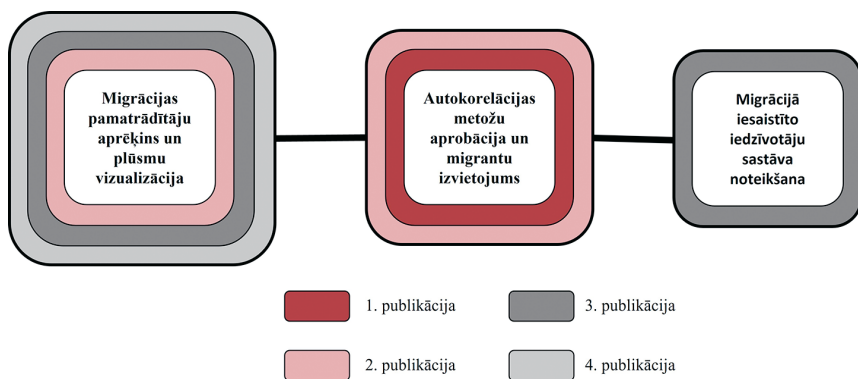 Migrācijas
pamatrādītāju
aprēķins un
plūsmu
vizualizācija
Autokorelācijas
metožu
aprobācija un
migrantu
izvietojums
Migrācijā
iesaistīto
iedzīvotāju
sastāva
noteikšana
1. publikācija
3. publikācija
2. publikācija
4. publikācija